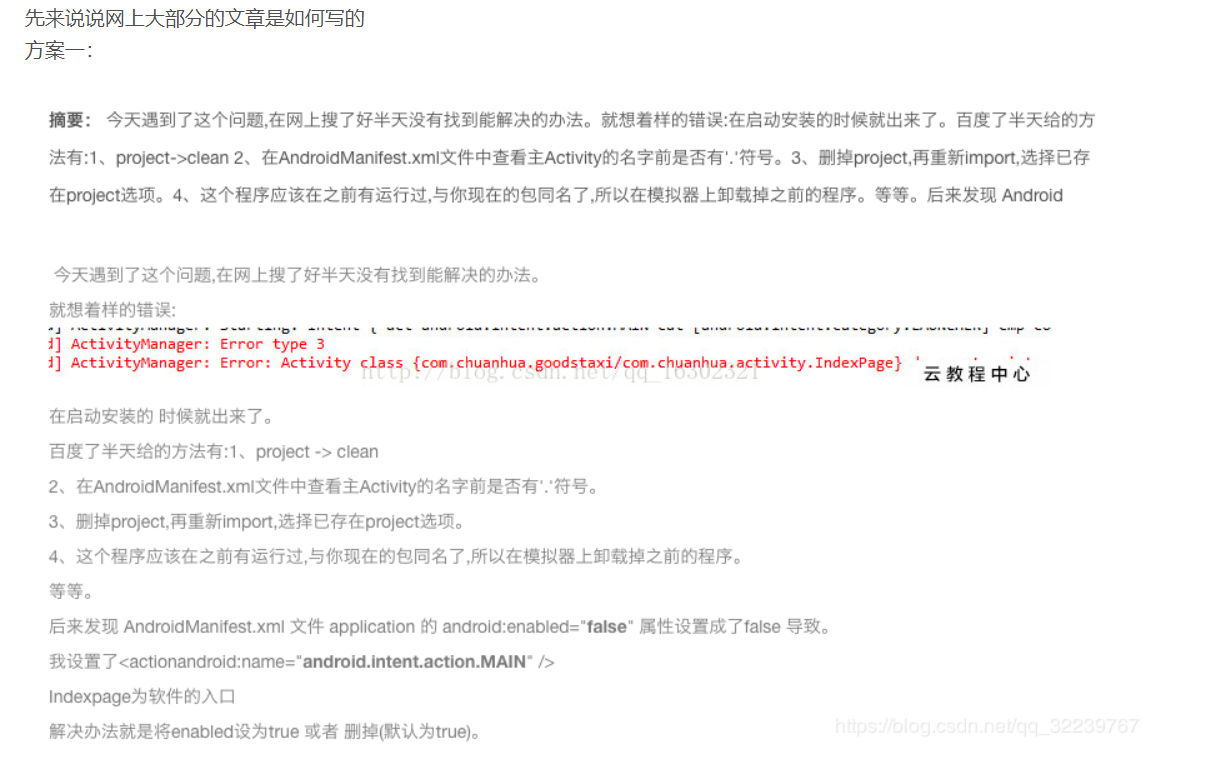 先来说说网上大部分的文章是如何写的
方案一：
摘要： 今天遇到了这个问题,在网上搜了好半天没有找到能解决的办法。就想着样的错误:在启动安装的时候就出来了。百度了半天给的方
法有:1、project->clean 2、在AndroidManifest.xml文件中查看主Activity的名字前是否有'.'符号。3、删掉project,再重新import,选择已存
在project选项。4、这个程序应该在之前有运行过,与你现在的包同名了,所以在模拟器上卸载掉之前的程序。等等。后来发现 Android
今天遇到了这个问题,在网上搜了好半天没有找到能解决的办法。
就想着样的错误:
d] ActivityManager: Starting: Intent { act=android.intent.action.MAIN cat=[android.intent.category.LAUNCHER] cmp=co
d] ActivityManager: Error type 3
d] ActivityManager: Error: Activity class {com.chuanhua.goodstaxi/com.chuanhua.activity.IndexPage}
http://blog.csdn.net/qq_16302321
云教程中心
在启动安装的 时候就出来了。
百度了半天给的方法有:1、project -> clean
2、在AndroidManifest.xml文件中查看主Activity的名字前是否有'.'符号。
3、删掉project,再重新import,选择已存在project选项。
4、这个程序应该在之前有运行过,与你现在的包同名了,所以在模拟器上卸载掉之前的程序。
等等。
后来发现 AndroidManifest.xml 文件 application 的 android:enabled="false" 属性设置成了false 导致。
我设置了<actionandroid:name="android.intent.action.MAIN" />
Indexpage为软件的入口
解决办法就是将enabled设为true 或者 删掉(默认为true)。
https://blog.csdn.net/qq_32239767